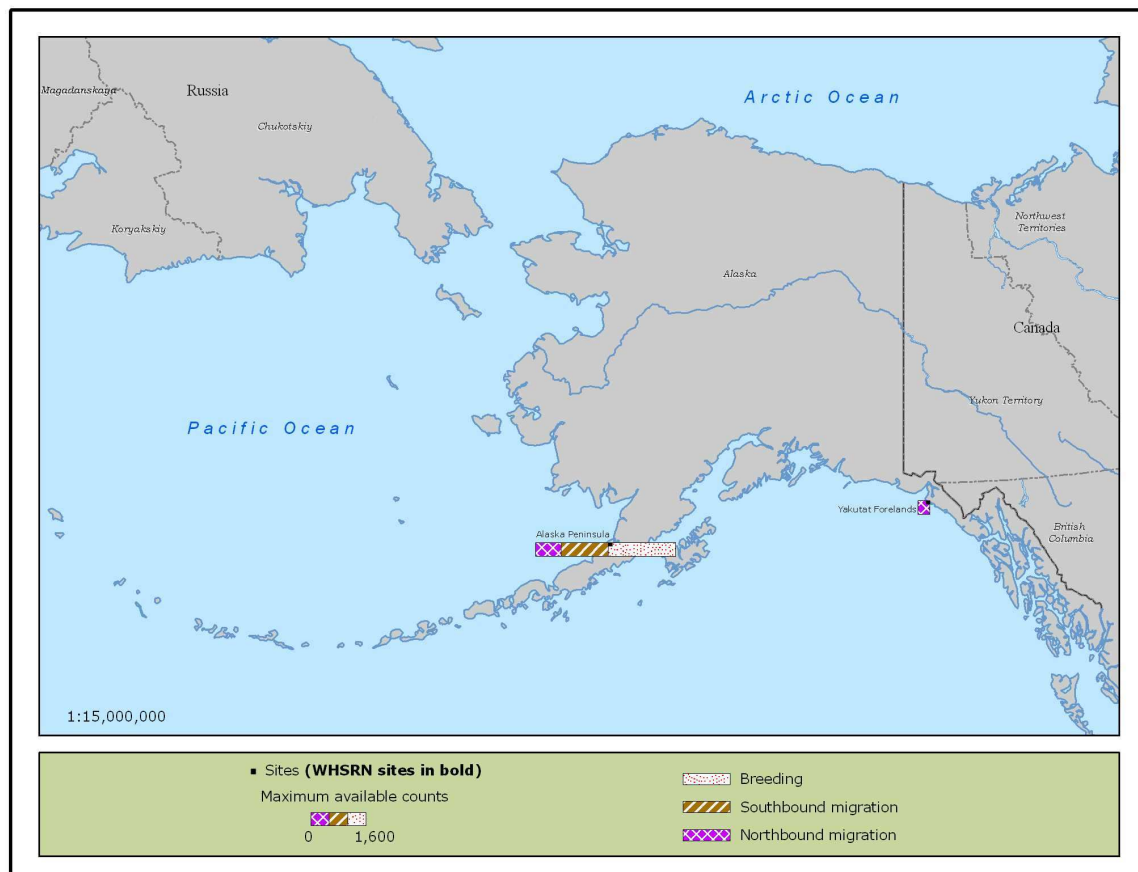 Magadanskaya
Russia
Arctic Ocean
Chukotskiy
Koryakskiy
Northwest
Territories
Alaska
Canada
Yukon Territory
Pacific Ocean
Yakutat Forelands
British
Columbia
Alaska Peninsula
1:15,000,000
Sites (WHSRN sites in bold)
Maximum available counts
0 1,600
Breeding
Southbound migration
Northbound migration